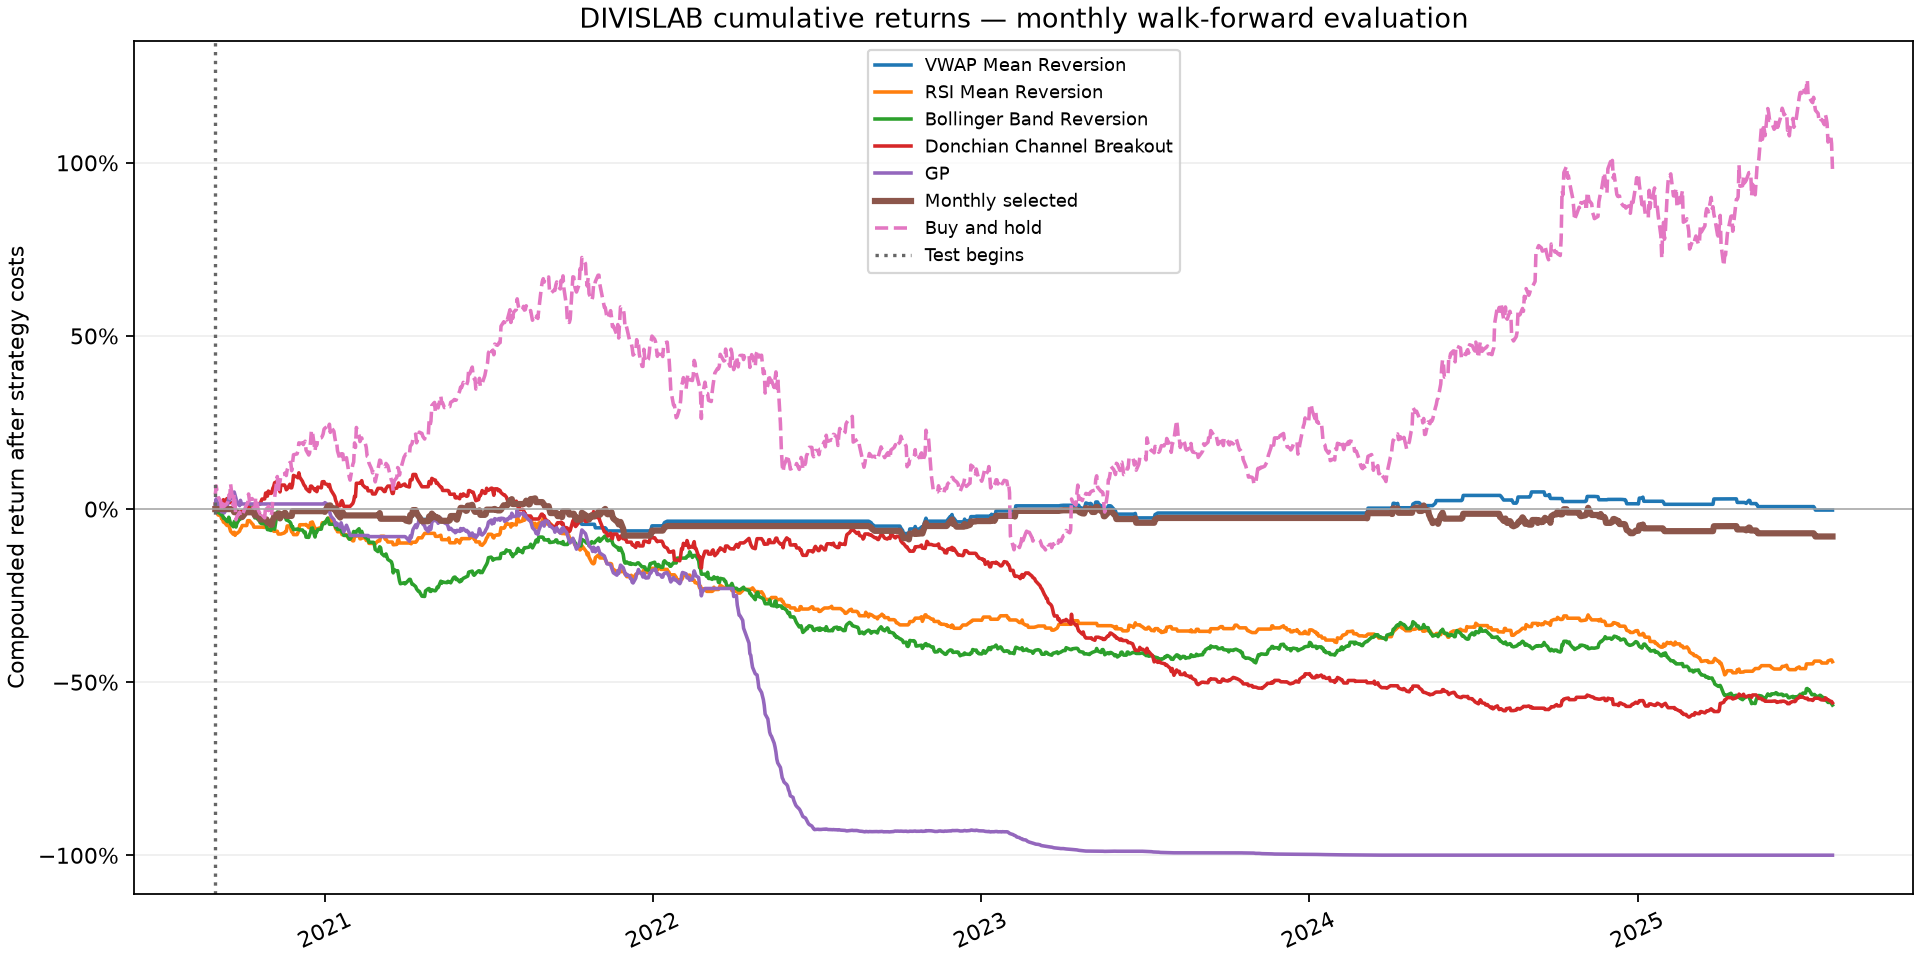 DIVISLAB cumulative returns — monthly walk-forward evaluation
VWAP Mean Reversion
RSI Mean Reversion
Bollinger Band Reversion
Donchian Channel Breakout
GP
Monthly selected
Buy and hold
Test begins
Compounded return after strategy costs
100%
50%
0%
−50%
−100%
2021
2022
2023
2024
2025